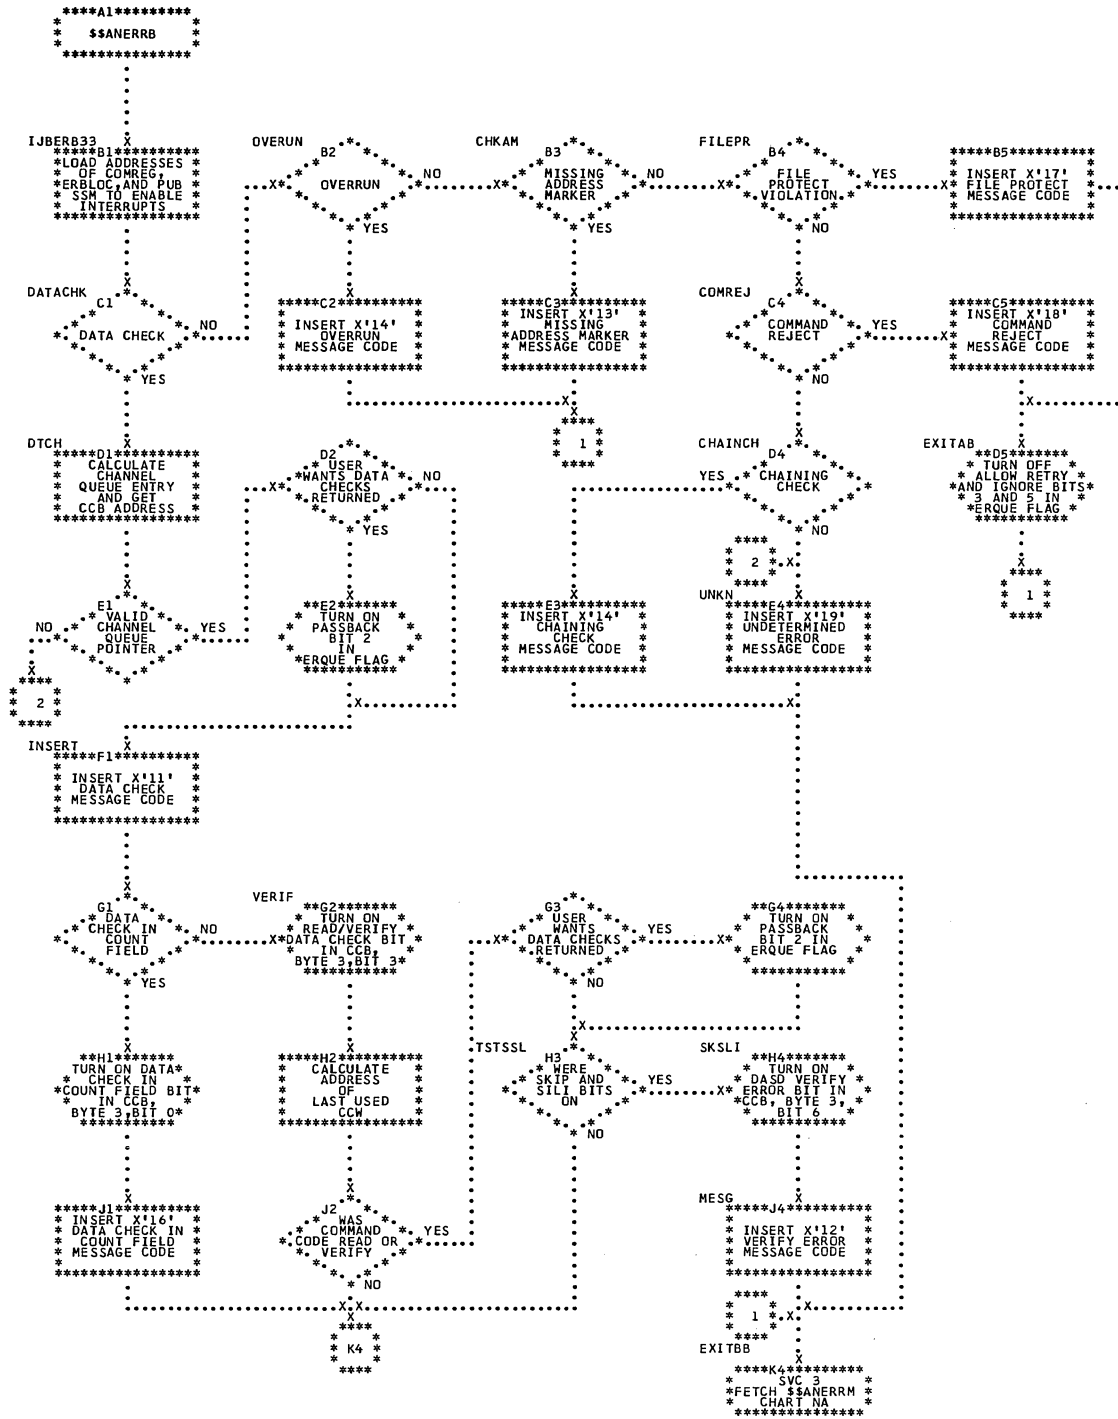 A1
$$ANERRB
IJBERB33
B1
LOAD ADDRESSES
OF COMREG,
ERBLOC,AND PUB
SSM TO ENABLE
INTERRUPTS
OVERUN
B2
OVERRUN
NO
YES
CHKAM
B3
MISSING
ADDRESS
MARKER
NO
YES
FILEPR
B4
FILE
PROTECT
VIOLATION
YES
NO
B5
INSERT X'17'
FILE PROTECT
MESSAGE CODE
DATACHK
C1
DATA CHECK
NO
YES
C2
INSERT X'14'
OVERRUN
MESSAGE CODE
C3
INSERT X'13'
MISSING
ADDRESS MARKER
MESSAGE CODE
1
COMREJ
C4
COMMAND
REJECT
YES
NO
C5
INSERT X'18'
COMMAND
REJECT
MESSAGE CODE
DTCH
D1
CALCULATE
CHANNEL
QUEUE ENTRY
AND GET
CCB ADDRESS
D2
USER
WANTS DATA
CHECKS
RETURNED
NO
YES
CHAINCH
D4
CHAINING
CHECK
YES
NO
EXITAB
D5
TURN OFF
ALLOW RETRY
AND IGNORE BITS
3 AND 5 IN
ERQUE FLAG
1
E1
VALID
CHANNEL
QUEUE
POINTER
NO
YES
2
E2
TURN ON
PASSBACK
BIT 2
IN
ERQUE FLAG
E3
INSERT X'14'
CHAINING
CHECK
MESSAGE CODE
2
UNKN
E4
INSERT X'19'
UNDETERMINED
ERROR
MESSAGE CODE
INSERT
F1
INSERT X'11'
DATA CHECK
MESSAGE CODE
G1
DATA
CHECK IN
COUNT
FIELD
NO
YES
VERIF
G2
TURN ON
READ/VERIFY
DATA CHECK BIT
IN CCB,
BYTE 3,BIT 3
G3
USER
WANTS
DATA CHECKS
RETURNED
YES
NO
G4
TURN ON
PASSBACK
BIT 2 IN
ERQUE FLAG
H1
TURN ON DATA
CHECK IN
COUNT FIELD BIT
IN CCB,
BYTE 3,BIT 0
H2
CALCULATE
ADDRESS
OF
LAST USED
CCW
TSTSSL
H3
WERE
SKIP AND
SILI BITS
ON
YES
NO
SKSLI
H4
TURN ON
DASD VERIFY
ERROR BIT IN
CCB, BYTE 3,
BIT 6
J1
INSERT X'16'
DATA CHECK IN
COUNT FIELD
MESSAGE CODE
J2
WAS
COMMAND
CODE READ OR
VERIFY
YES
NO
K4
MESG
J4
INSERT X'12'
VERIFY ERROR
MESSAGE CODE
1
EXITBB
K4
SVC 3
FETCH $$ANERRM
CHART NA